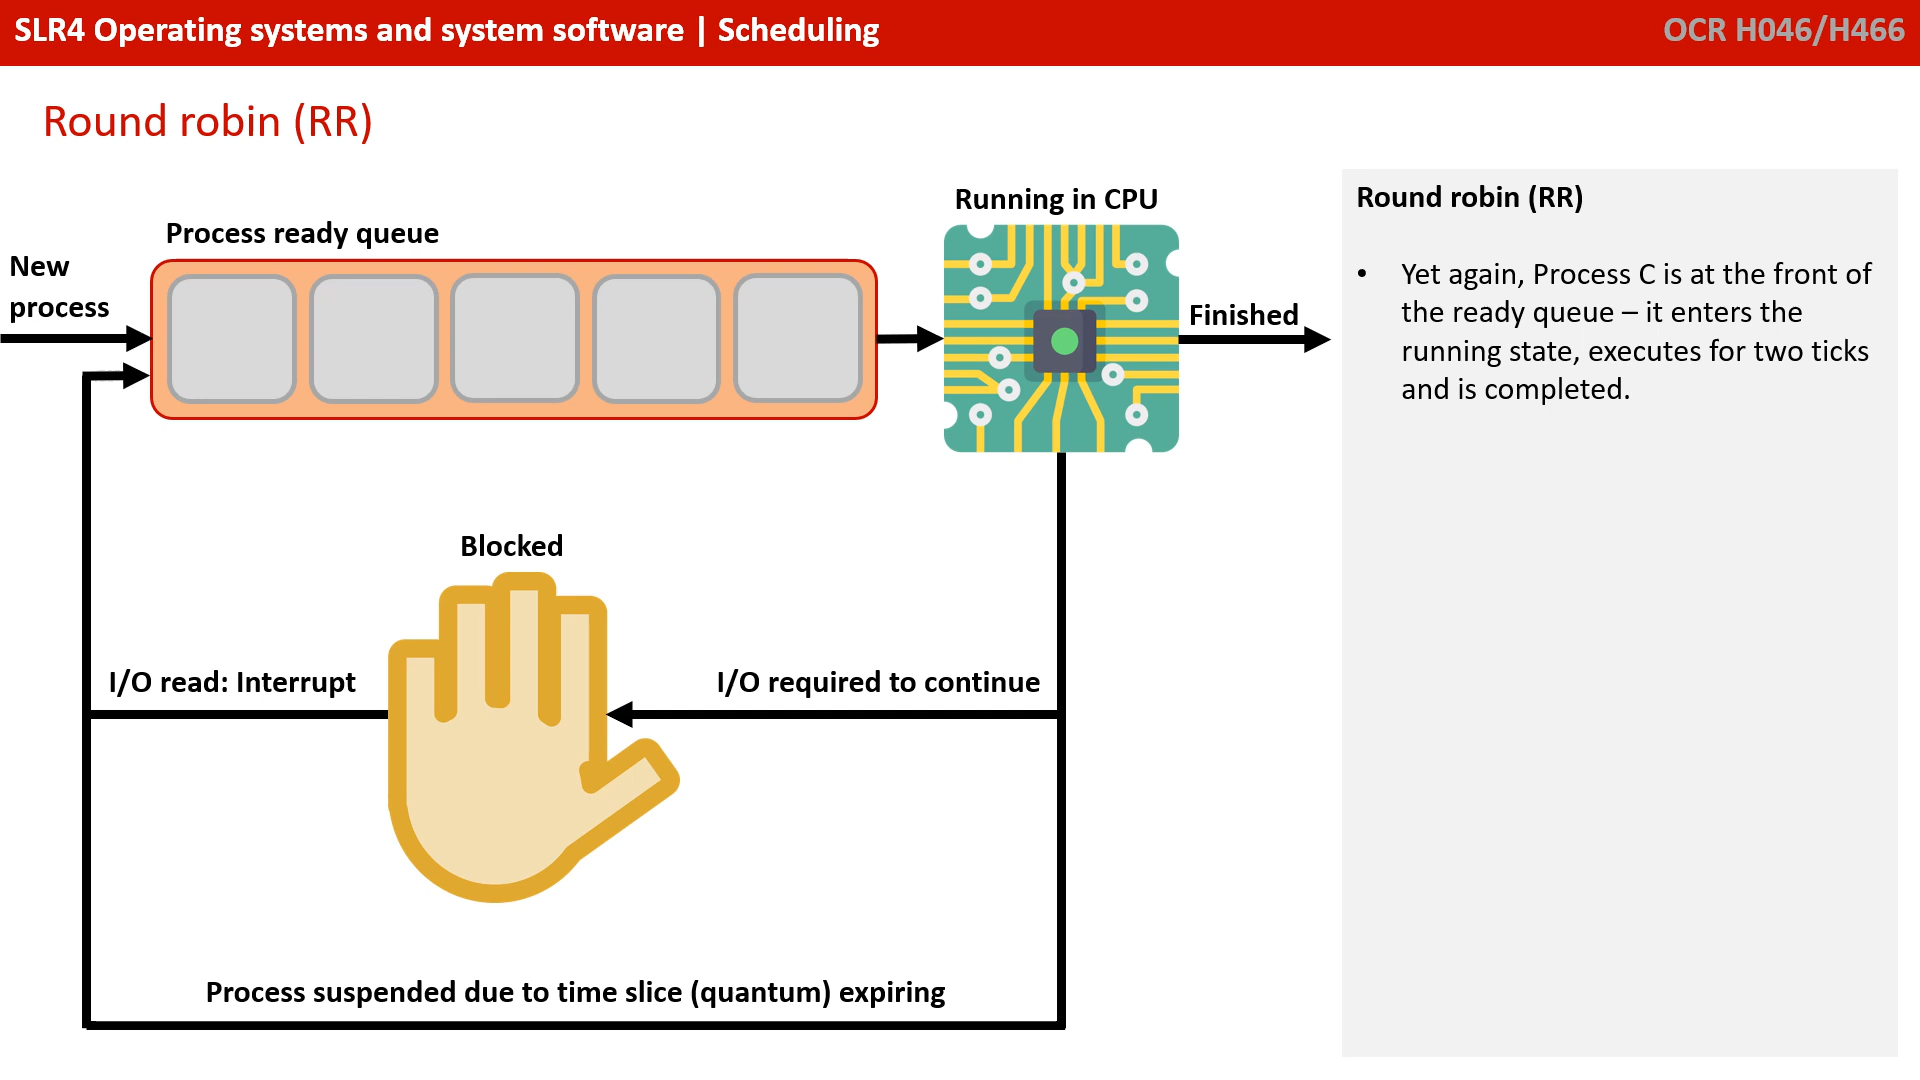 SLR4 Operating systems and system software | Scheduling
OCR H046/H466
Round robin (RR)
Running in CPU
Process ready queue
New
process
Finished
Blocked
I/O read: Interrupt
I/O required to continue
Process suspended due to time slice (quantum) expiring
Round robin (RR)
• Yet again, Process C is at the front of
the ready queue – it enters the
running state, executes for two ticks
and is completed.